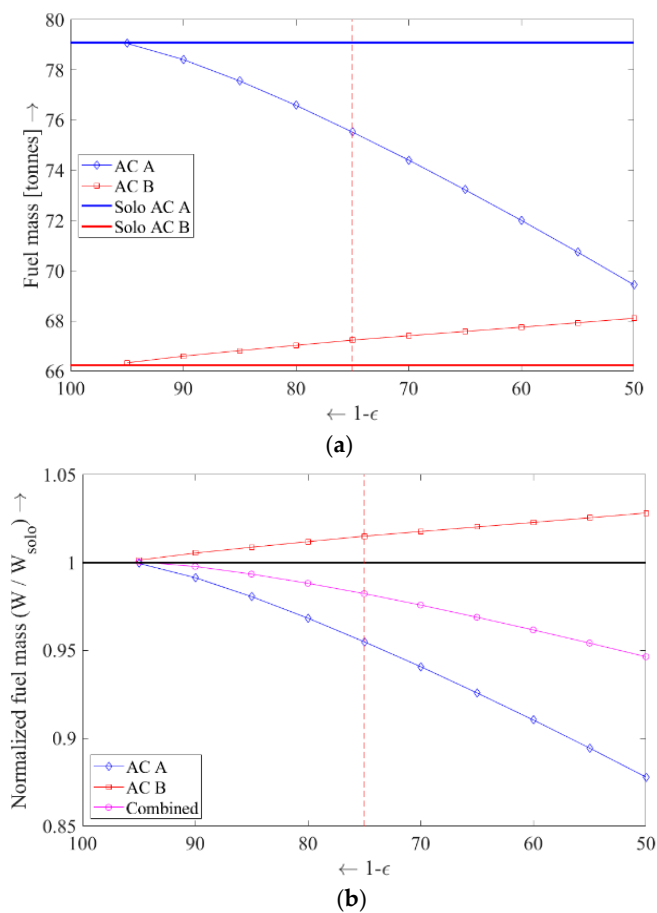 80
78
76
74
72
70
68
66
Fuel mass [tonnes] →
AC A
AC B
Solo AC A
Solo AC B
100
90
80
70
60
50
← 1-ϵ
(a)
1.05
1
0.95
0.9
0.85
Normalized fuel mass (W / Wsolo) →
AC A
AC B
Combined
100
90
80
70
60
50
← 1-ϵ
(b)